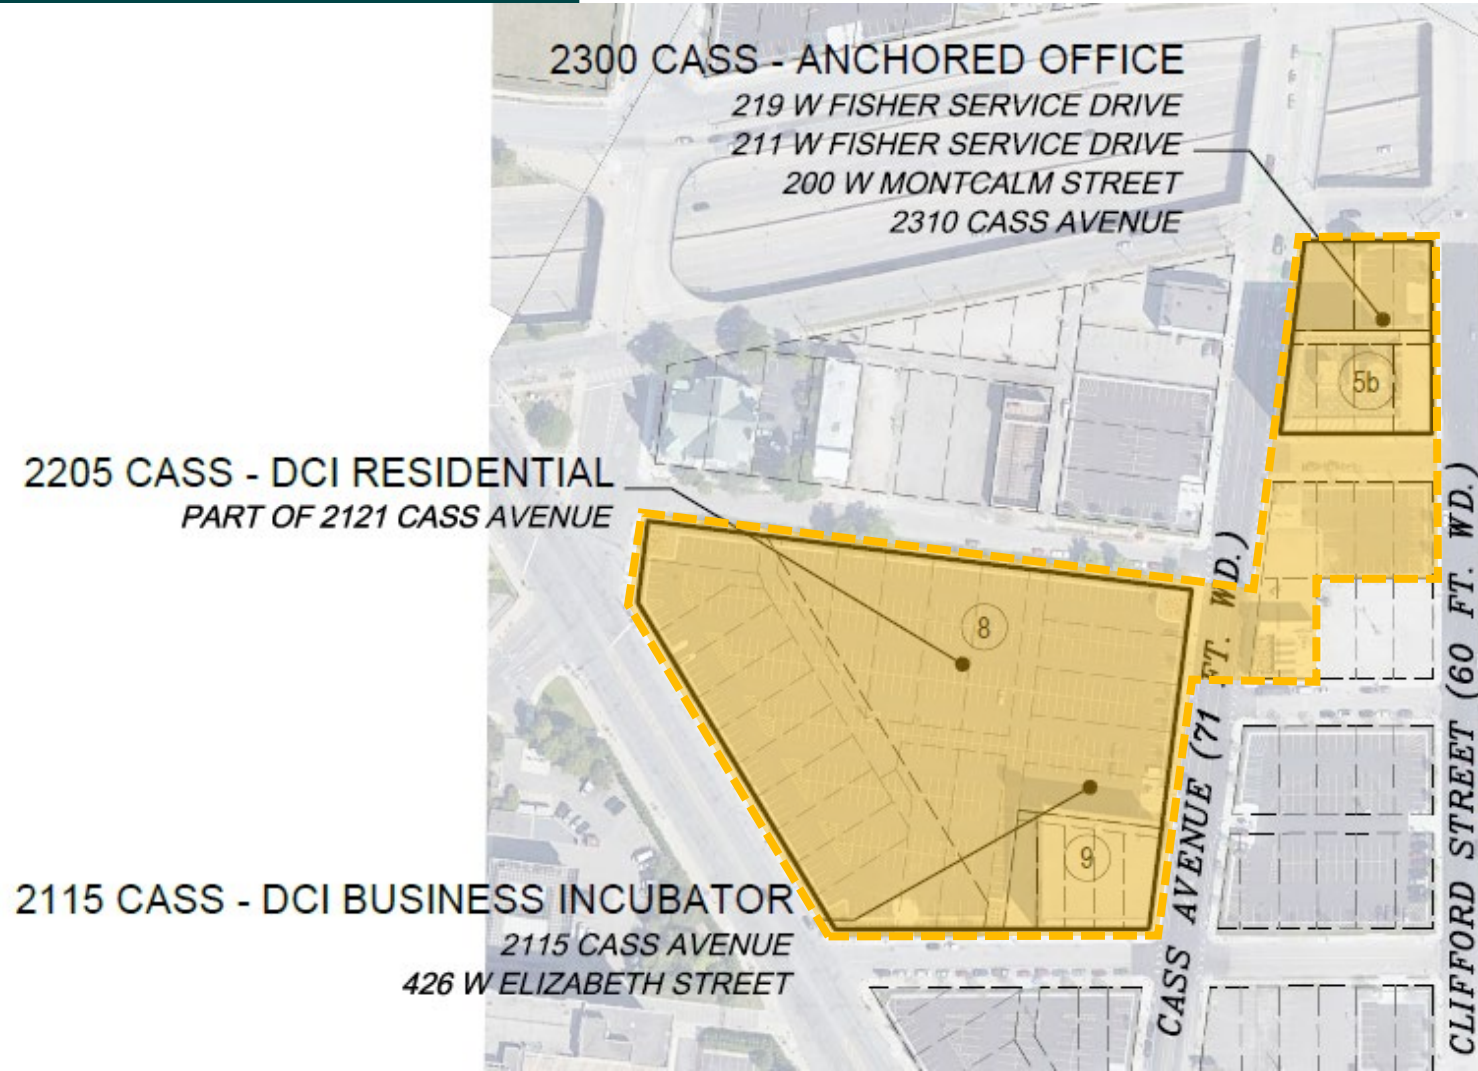 2300 CASS - ANCHORED OFFICE
219 W FISHER SERVICE DRIVE
211 W FISHER SERVICE DRIVE
200 W MONTCALM STREET
2310 CASS AVENUE
5b
2205 CASS - DCI RESIDENTIAL
PART OF 2121 CASS AVENUE
8
9
2115 CASS - DCI BUSINESS INCUBATOR
2115 CASS AVENUE
426 W ELIZABETH STREET
CASS AVENUE (71 FT. WD.)
CLIFFORD STREET (60 FT. WD.)